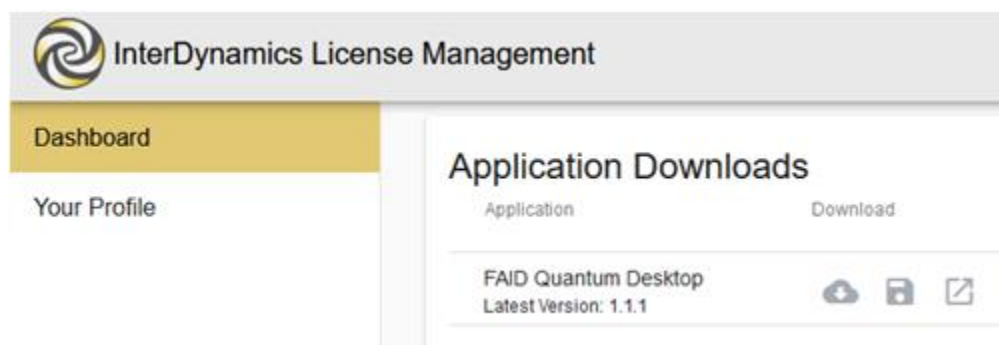 InterDynamics License Management
Dashboard
Your Profile
Application Downloads
Application Download
FAID Quantum Desktop
Latest Version: 1.1.1